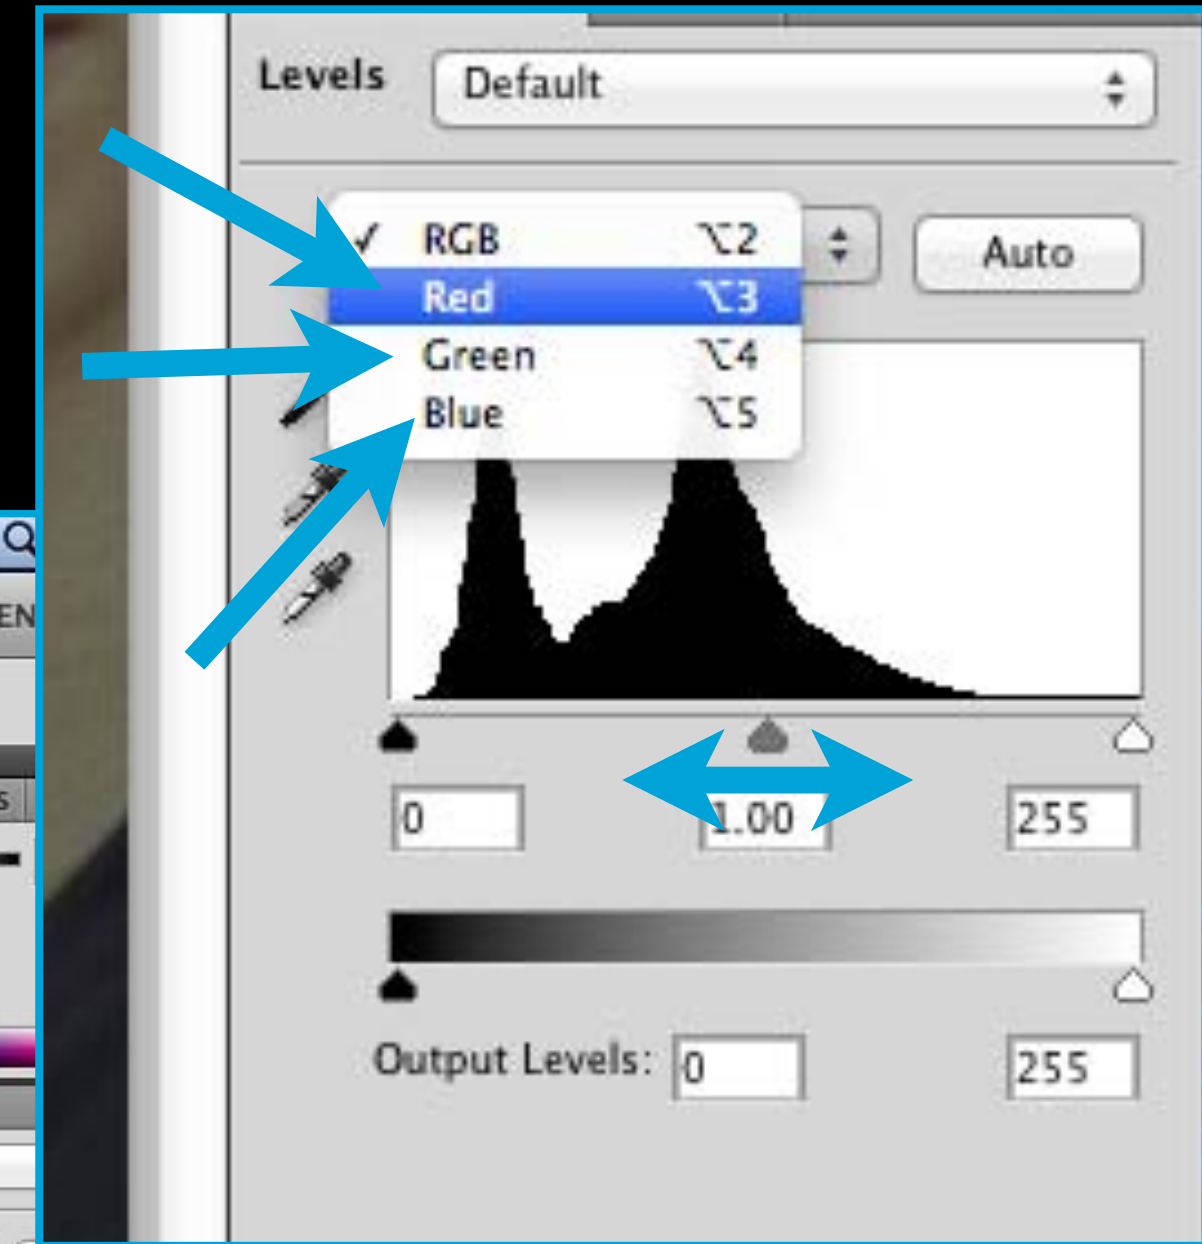 Levels Default
✓ RGB ⌥2
Auto
Red ⌥3
Green ⌥4
Blue ⌥5
EN
S
0 1.00 255
Output Levels: 0 255